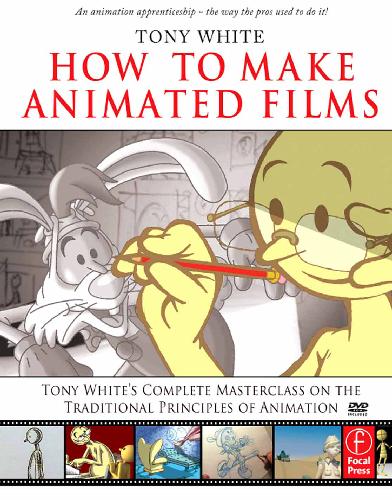 An animation apprenticeship – the way the pros used to do it!
TONY WHITE
HOW TO MAKE
ANIMATED FILMS
TONY WHITE'S COMPLETE MASTERCLASS ON THE
TRADITIONAL PRINCIPLES OF ANIMATION
DVD
INCLUDED
Focal
Press